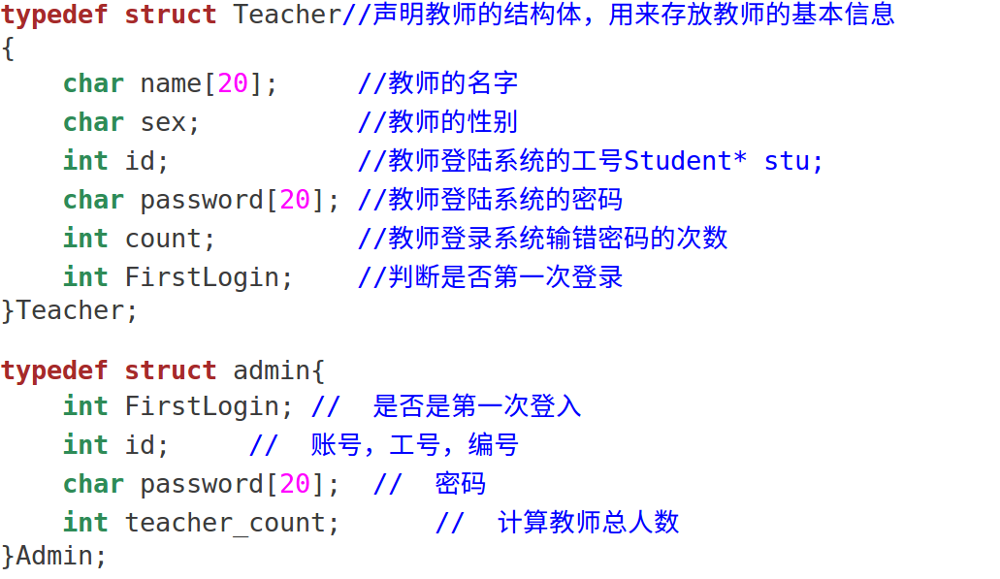 typedef struct Teacher//声明教师的结构体，用来存放教师的基本信息
{
    char name[20];     //教师的名字
    char sex;          //教师的性别
    int id;            //教师登陆系统的工号Student* stu;
    char password[20]; //教师登陆系统的密码
    int count;         //教师登录系统输错密码的次数
    int FirstLogin;    //判断是否第一次登录
}Teacher;

typedef struct admin{
    int FirstLogin; //  是否是第一次登入
    int id;     //  账号，工号，编号
    char password[20];  //  密码
    int teacher_count;      //  计算教师总人数
}Admin;